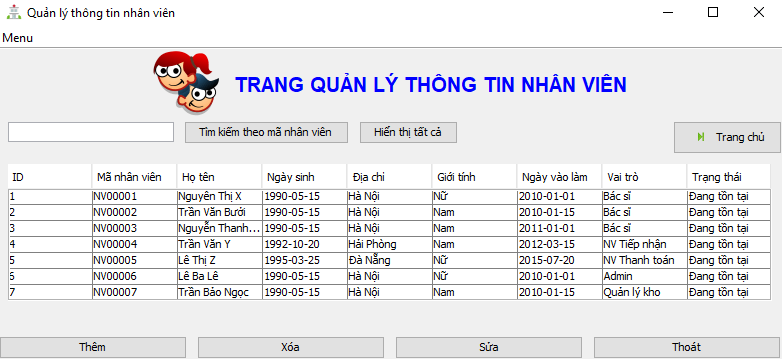 Quản lý thông tin nhân viên
Menu
TRANG QUẢN LÝ THÔNG TIN NHÂN VIÊN
Tìm kiếm theo mã nhân viên Hiển thị tất cả Trang chủ
ID Mã nhân viên Họ tên Ngày sinh Địa chỉ Giới tính Ngày vào làm Vai trò Trạng thái
1 NV00001 Nguyễn Thị X 1990-05-15 Hà Nội Nữ 2010-01-01 Bác sĩ Đang tồn tại
2 NV00002 Trần Văn Bưởi 1990-05-15 Hà Nội Nam 2010-01-15 Bác sĩ Đang tồn tại
3 NV00003 Nguyễn Thanh... 1990-05-15 Hà Nội Nam 2011-01-01 Bác sĩ Đang tồn tại
4 NV00004 Trần Văn Y 1992-10-20 Hải Phòng Nam 2012-03-15 NV Tiếp nhận Đang tồn tại
5 NV00005 Lê Thị Z 1995-03-25 Đà Nẵng Nữ 2015-07-20 NV Thanh toán Đang tồn tại
6 NV00006 Lê Ba Lê 1990-05-15 Hà Nội Nữ 2010-01-01 Admin Đang tồn tại
7 NV00007 Trần Bảo Ngọc 1990-05-15 Hà Nội Nam 2010-01-15 Quản lý kho Đang tồn tại
Thêm Xóa Sửa Thoát